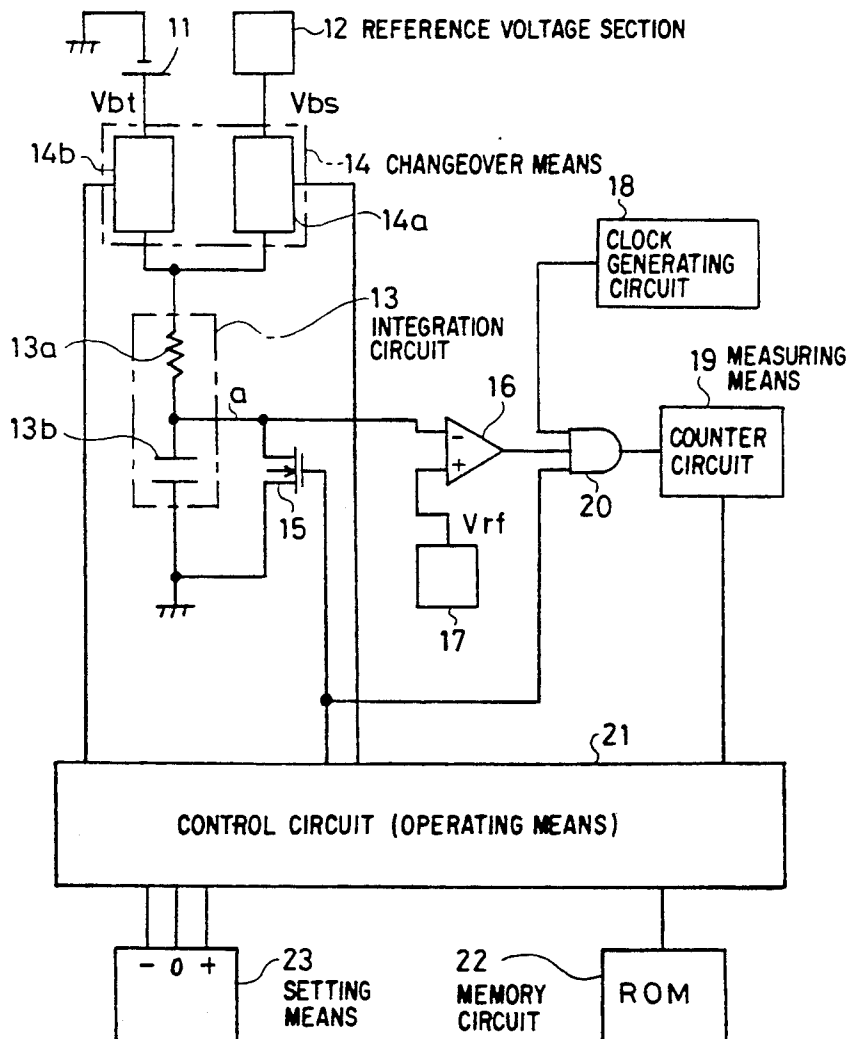 11
12 REFERENCE VOLTAGE SECTION
Vbt
Vbs
14b
14 CHANGEOVER MEANS
14a
18
CLOCK
GENERATING
CIRCUIT
13
INTEGRATION
CIRCUIT
13a
a
13b
15
16
-
+
Vrf
17
20
19 MEASURING
MEANS
COUNTER
CIRCUIT
21
CONTROL CIRCUIT (OPERATING MEANS)
- 0 +
23
SETTING
MEANS
22
MEMORY
CIRCUIT
ROM